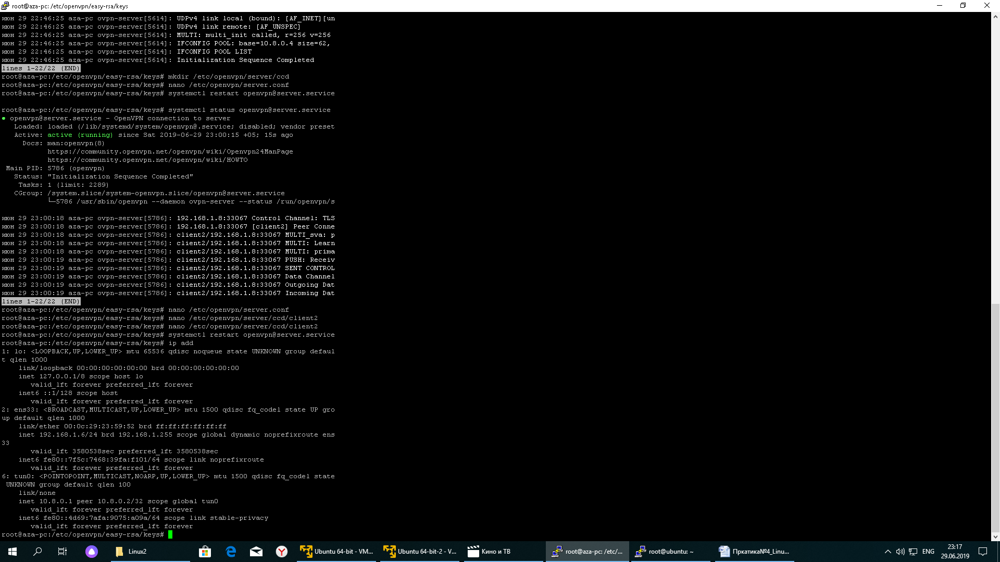 root@aza-pc: /etc/openvpn/easy-rsa/keys
июн 29 22:46:25 aza-pc ovpn-server[5614]: UDPv4 link local (bound): [AF_INET][un
июн 29 22:46:25 aza-pc ovpn-server[5614]: UDPv4 link remote: [AF_UNSPEC]
июн 29 22:46:25 aza-pc ovpn-server[5614]: MULTI: multi_init called, r=256 v=256
июн 29 22:46:25 aza-pc ovpn-server[5614]: IFCONFIG POOL: base=10.8.0.4 size=62,
июн 29 22:46:25 aza-pc ovpn-server[5614]: IFCONFIG POOL LIST
июн 29 22:46:25 aza-pc ovpn-server[5614]: Initialization Sequence Completed
lines 1-22/22 (END)
root@aza-pc:/etc/openvpn/easy-rsa/keys# mkdir /etc/openvpn/server/ccd
root@aza-pc:/etc/openvpn/easy-rsa/keys# nano /etc/openvpn/server.conf
root@aza-pc:/etc/openvpn/easy-rsa/keys# systemctl restart openvpn@server.service
root@aza-pc:/etc/openvpn/easy-rsa/keys# systemctl status openvpn@server.service
● openvpn@server.service - OpenVPN connection to server
Loaded: loaded (/lib/systemd/system/openvpn@.service; disabled; vendor preset
Active: active (running) since Sat 2019-06-29 23:00:15 +05; 15s ago
Docs: man:openvpn(8)
https://community.openvpn.net/openvpn/wiki/Openvpn24ManPage
https://community.openvpn.net/openvpn/wiki/HOWTO
Main PID: 5786 (openvpn)
Status: "Initialization Sequence Completed"
Tasks: 1 (limit: 2289)
CGroup: /system.slice/system-openvpn.slice/openvpn@server.service
└─5786 /usr/sbin/openvpn --daemon ovpn-server --status /run/openvpn/s
июн 29 23:00:18 aza-pc ovpn-server[5786]: 192.168.1.8:33067 Control Channel: TLS
июн 29 23:00:18 aza-pc ovpn-server[5786]: 192.168.1.8:33067 [client2] Peer Conne
июн 29 23:00:18 aza-pc ovpn-server[5786]: client2/192.168.1.8:33067 MULTI_sva: p
июн 29 23:00:18 aza-pc ovpn-server[5786]: client2/192.168.1.8:33067 MULTI: Learn
июн 29 23:00:18 aza-pc ovpn-server[5786]: client2/192.168.1.8:33067 MULTI: prima
июн 29 23:00:19 aza-pc ovpn-server[5786]: client2/192.168.1.8:33067 PUSH: Receiv
июн 29 23:00:19 aza-pc ovpn-server[5786]: client2/192.168.1.8:33067 SENT CONTROL
июн 29 23:00:19 aza-pc ovpn-server[5786]: client2/192.168.1.8:33067 Data Channel
июн 29 23:00:19 aza-pc ovpn-server[5786]: client2/192.168.1.8:33067 Outgoing Dat
июн 29 23:00:19 aza-pc ovpn-server[5786]: client2/192.168.1.8:33067 Incoming Dat
lines 1-22/22 (END)
root@aza-pc:/etc/openvpn/easy-rsa/keys# nano /etc/openvpn/server.conf
root@aza-pc:/etc/openvpn/easy-rsa/keys# nano /etc/openvpn/server/ccd/client2
root@aza-pc:/etc/openvpn/easy-rsa/keys# nano /etc/openvpn/server/ccd/client2
root@aza-pc:/etc/openvpn/easy-rsa/keys# systemctl restart openvpn@server.service
root@aza-pc:/etc/openvpn/easy-rsa/keys# ip add
1: lo: <LOOPBACK,UP,LOWER_UP> mtu 65536 qdisc noqueue state UNKNOWN group defaul
t qlen 1000
link/loopback 00:00:00:00:00:00 brd 00:00:00:00:00:00
inet 127.0.0.1/8 scope host lo
valid_lft forever preferred_lft forever
inet6 ::1/128 scope host
valid_lft forever preferred_lft forever
2: ens33: <BROADCAST,MULTICAST,UP,LOWER_UP> mtu 1500 qdisc fq_codel state UP gro
up default qlen 1000
link/ether 00:0c:29:23:59:52 brd ff:ff:ff:ff:ff:ff
inet 192.168.1.6/24 brd 192.168.1.255 scope global dynamic noprefixroute ens
33
valid_lft 3580538sec preferred_lft 3580538sec
inet6 fe80::7f5c:7468:39fa:f101/64 scope link noprefixroute
valid_lft forever preferred_lft forever
6: tun0: <POINTOPOINT,MULTICAST,NOARP,UP,LOWER_UP> mtu 1500 qdisc fq_codel state
UNKNOWN group default qlen 100
link/none
inet 10.8.0.1 peer 10.8.0.2/32 scope global tun0
valid_lft forever preferred_lft forever
inet6 fe80::4d69:7afa:9075:a09a/64 scope link stable-privacy
valid_lft forever preferred_lft forever
root@aza-pc:/etc/openvpn/easy-rsa/keys#
Linux2
Ubuntu 64-bit - VM...
Ubuntu 64-bit-2 - V...
Кино и ТВ
root@aza-pc: /etc/...
root@ubuntu: ~
Пркатика№4_Linu...
ENG
23:17
29.06.2019